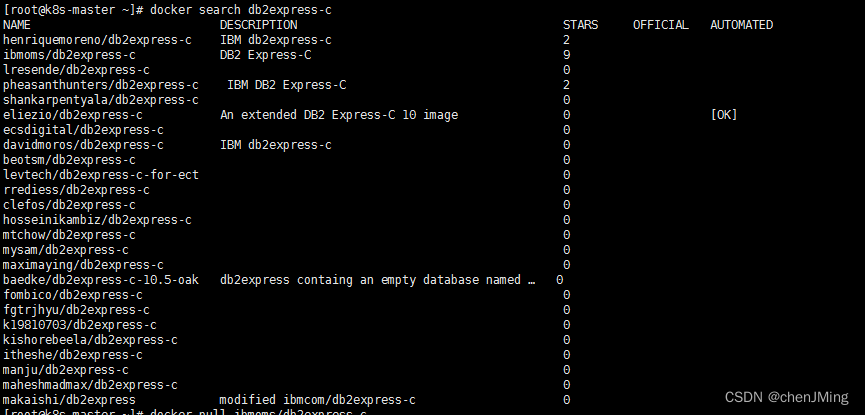 [root@k8s-master ~]# docker search db2express-c
NAME DESCRIPTION STARS OFFICIAL AUTOMATED
henriquemoreno/db2express-c IBM db2express-c 2
ibmoms/db2express-c DB2 Express-C 9
lresende/db2express-c 0
pheasanthunters/db2express-c IBM DB2 Express-C 2
shankarpentyala/db2express-c 0
eliezio/db2express-c An extended DB2 Express-C 10 image 0 [OK]
ecsdigital/db2express-c 0
davidmoros/db2express-c IBM db2express-c 0
beotsm/db2express-c 0
levtech/db2express-c-for-ect 0
rrediess/db2express-c 0
clefos/db2express-c 0
hosseinikambiz/db2express-c 0
mtchow/db2express-c 0
mysam/db2express-c 0
maximaying/db2express-c 0
baedke/db2express-c-10.5-oak db2express containg an empty database named … 0
fombico/db2express-c 0
fgtrjhyu/db2express-c 0
k19810703/db2express-c 0
kishorebeela/db2express-c 0
itheshe/db2express-c 0
manju/db2express-c 0
maheshmadmax/db2express-c 0
makaishi/db2express modified ibmcom/db2express-c 0
[root@k8s-master ~]# docker pull ibmoms/db2express-c
CSDN @chenJMing